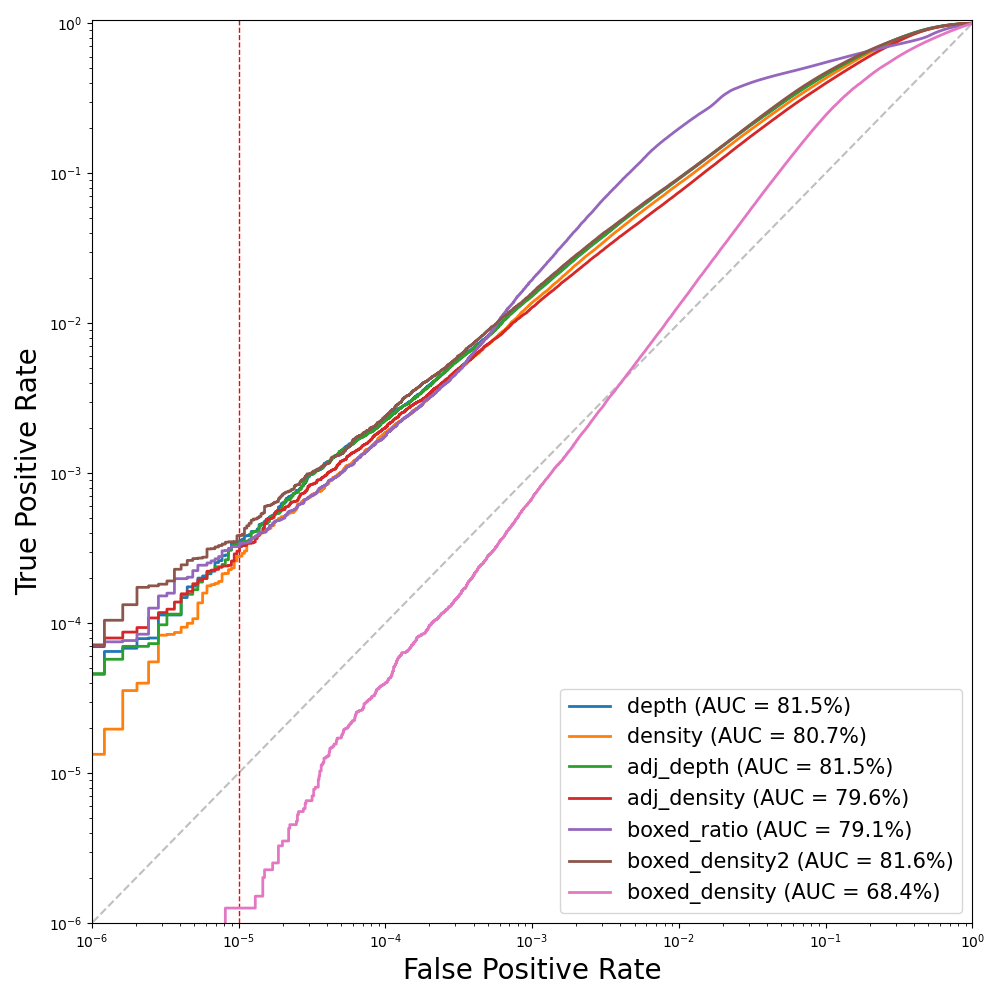 10⁰
10⁻¹
10⁻²
10⁻³
10⁻⁴
10⁻⁵
10⁻⁶
True Positive Rate
depth (AUC = 81.5%)
density (AUC = 80.7%)
adj_depth (AUC = 81.5%)
adj_density (AUC = 79.6%)
boxed_ratio (AUC = 79.1%)
boxed_density2 (AUC = 81.6%)
boxed_density (AUC = 68.4%)
10⁻⁶ 10⁻⁵ 10⁻⁴ 10⁻³ 10⁻² 10⁻¹ 10⁰
False Positive Rate